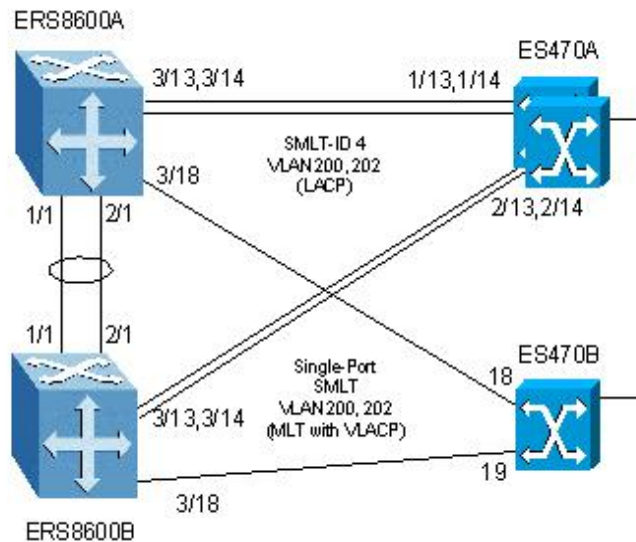 ERS8600A
ES470A
3/13,3/14
1/13,1/14
SMLT-ID 4
VLAN 200, 202
(LACP)
3/18
2/13,2/14
1/1
2/1
1/1
2/1
ES470B
Single-Port
SMLT
VLAN 200, 202
(MLT with VLACP)
18
3/13,3/14
19
3/18
ERS8600B